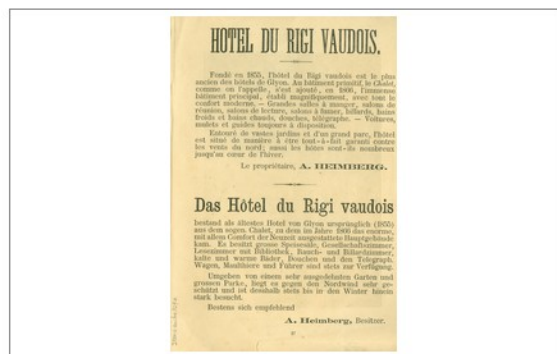 HOTEL DU RIGI VAUDOIS.
Fondé en 1855, l'hôtel du Rigi vaudois est le plus
ancien des hôtels de Glyon. Au bâtiment primitif, le Chalet,
comme on l'appelle, s'est ajouté, en 1866, l'immense
bâtiment principal, établi magnifiquement, avec tout le
confort moderne. — Grandes salles à manger, salons de
réunion, salons de lecture, salons à fumer, billards, bains
froids et bains chauds, douches, télégraphe. — Voitures,
mulets et guides toujours à disposition.
Entouré de vastes jardins et d'un grand parc, l'hôtel
est situé de manière à être tout-à-fait garanti contre
les vents du nord; aussi les hôtes sont-ils nombreux
jusqu'au cœur de l'hiver.
Le propriétaire, A. HEIMBERG.
Das Hôtel du Rigi vaudois
bestand als ältestes Hotel von Glyon ursprünglich (1855)
aus dem sogen. Chalet, zu dem im Jahre 1866 das enorme,
mit allem Comfort der Neuzeit ausgestattete Hauptgebäude
kam. Es besitzt grosse Speisesäle, Gesellschaftszimmer,
Lesezimmer mit Bibliothek, Rauch- und Billardzimmer,
kalte und warme Bäder, Douchen und den Telegraph.
Wagen, Maulthiere und Führer sind stets zur Verfügung.
Umgeben von einem sehr ausgedehnten Garten und
grossen Parke, liegt es gegen den Nordwind sehr ge-
schützt und ist desshalb stets bis in den Winter hinein
stark besucht.
Bestens sich empfehlend
A. Heimberg, Besitzer.